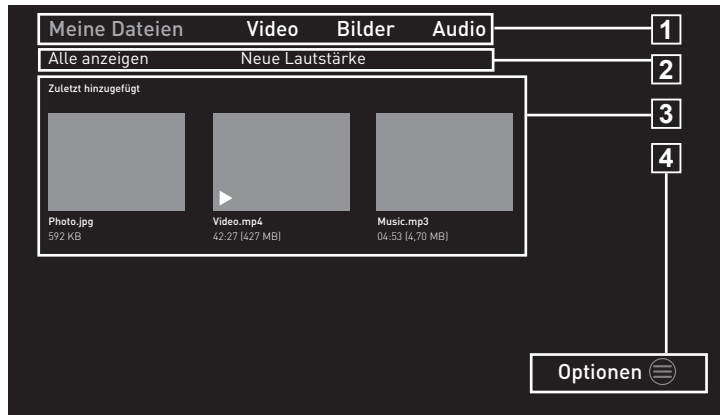 Meine Dateien Video Bilder Audio 1
Alle anzeigen Neue Lautstärke 2
Zuletzt hinzugefügt
3
4
Photo.jpg Video.mp4 Music.mp3
592 KB 42:27 (427 MB) 04:53 (4,70 MB)
Optionen